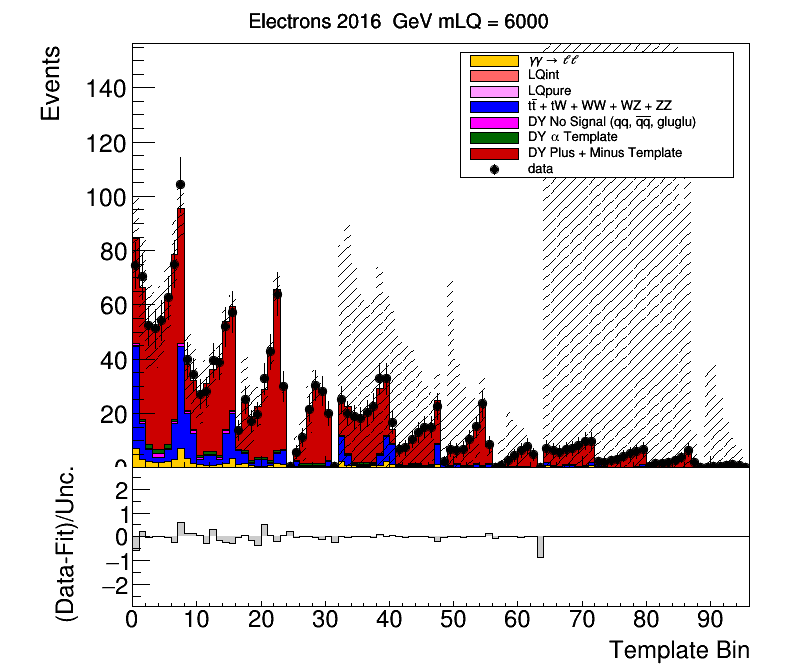 Electrons 2016 GeV mLQ = 6000
Events
140
120
100
80
60
40
20
0
γγ → ℓℓ
LQint
LQpure
tt̅ + tW + WW + WZ + ZZ
DY No Signal (qq, q̅q̅, gluglu)
DY α Template
DY Plus + Minus Template
data
(Data-Fit)/Unc.
2
1
0
−1
−2
0 10 20 30 40 50 60 70 80 90
Template Bin